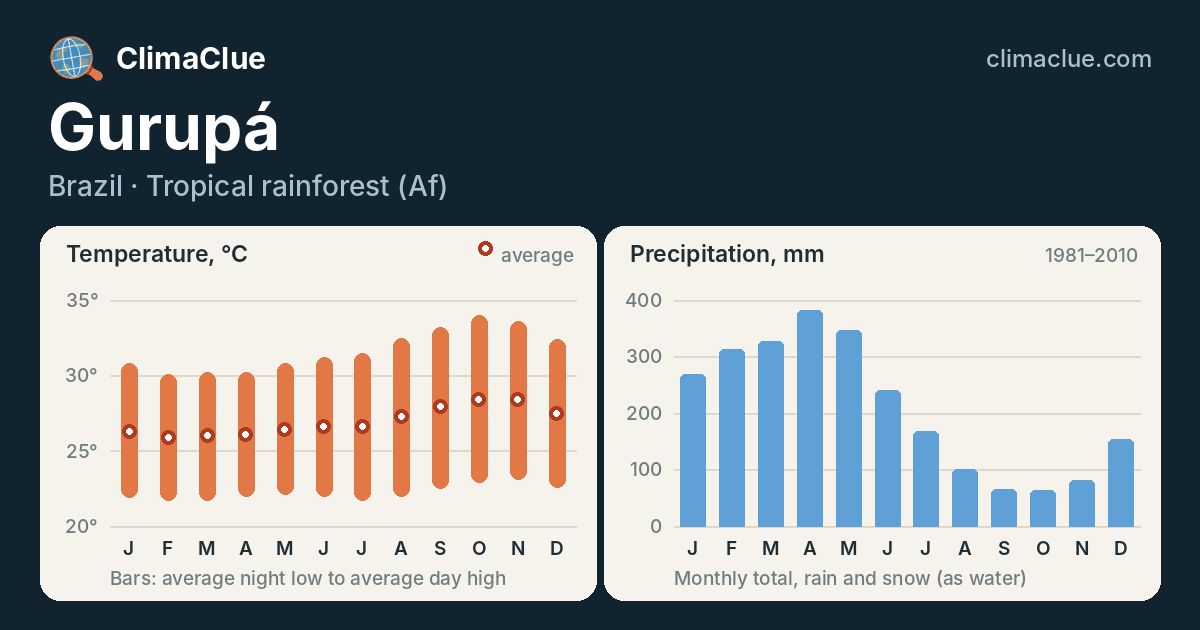 ClimaClue
climaclue.com
Gurupá
Brazil · Tropical rainforest (Af)
Temperature, °C
average
35°
30°
25°
20°
J F M A M J J A S O N D
Bars: average night low to average day high
Precipitation, mm
1981–2010
400
300
200
100
0
J F M A M J J A S O N D
Monthly total, rain and snow (as water)